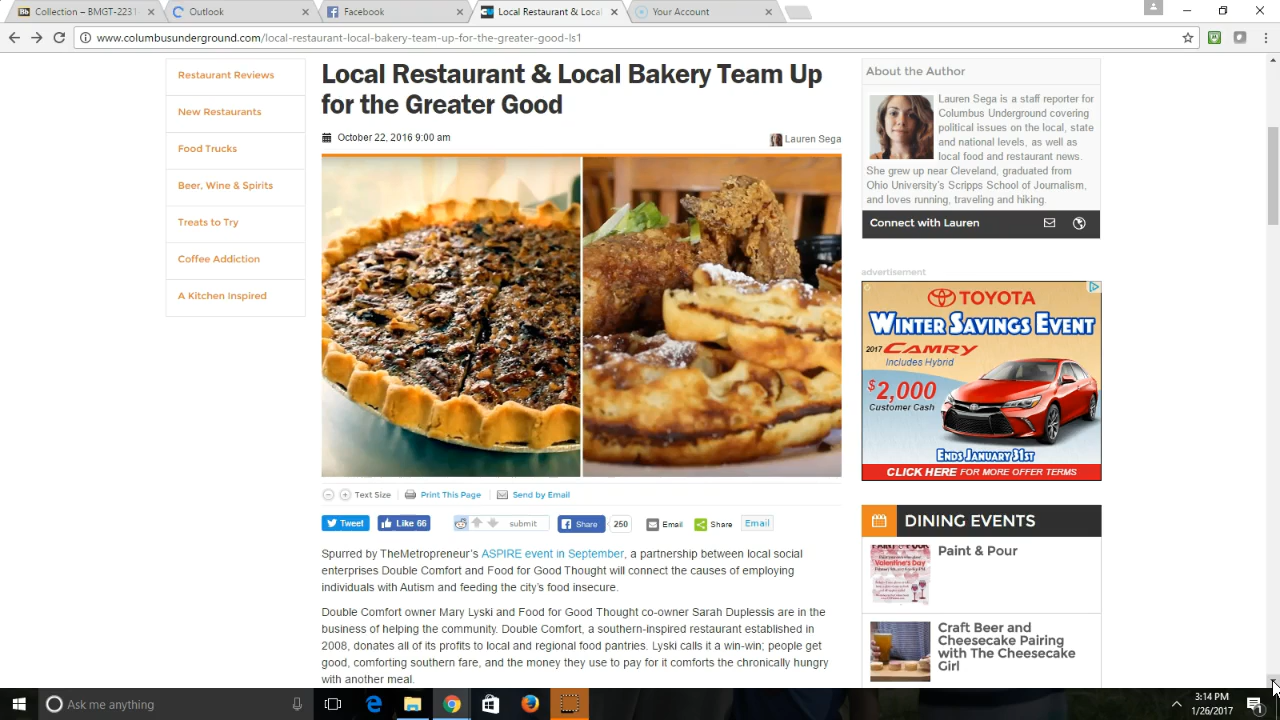 Collection – BMGT-223 1
Outlook
Facebook
Local Restaurant & Local
Your Account
www.columbusunderground.com/local-restaurant-local-bakery-team-up-for-the-greater-good-ls1
Restaurant Reviews
New Restaurants
Food Trucks
Beer, Wine & Spirits
Treats to Try
Coffee Addiction
A Kitchen Inspired
Local Restaurant & Local Bakery Team Up
for the Greater Good
October 22, 2016 9:00 am
Lauren Sega
Text Size
Print This Page
Send by Email
Tweet
Like 66
submit
Share
250
Email
Share
Email
Spurred by TheMetropreneur's ASPIRE event in September, a partnership between local social
enterprises Double Comfort and Food for Good Thought will connect the causes of employing
individuals with Autism and feeding the city's food insecure.
Double Comfort owner Mary Lyski and Food for Good Thought co-owner Sarah Duplessis are in the
business of helping the community. Double Comfort, a southern-inspired restaurant established in
2008, donates all of its profits to local and regional food pantries. Lyski calls it a win-win; people get
good, comforting southern fare, and the money they use to pay for it comforts the chronically hungry
with another meal.
About the Author
Lauren Sega is a staff reporter for
Columbus Underground covering
political issues on the local, state
and national levels, as well as
local food and restaurant news.
She grew up near Cleveland, graduated from
Ohio University's Scripps School of Journalism,
and loves running, traveling and hiking.
Connect with Lauren
advertisement
TOYOTA
WINTER SAVINGS EVENT
2017 CAMRY
Includes Hybrid
$2,000
Customer Cash
ENDS JANUARY 31ST
CLICK HERE FOR MORE OFFER TERMS
DINING EVENTS
Valentine's Day
Paint & Pour
Craft Beer and
Cheesecake Pairing
with The Cheesecake
Girl
Ask me anything
3:14 PM
1/26/2017